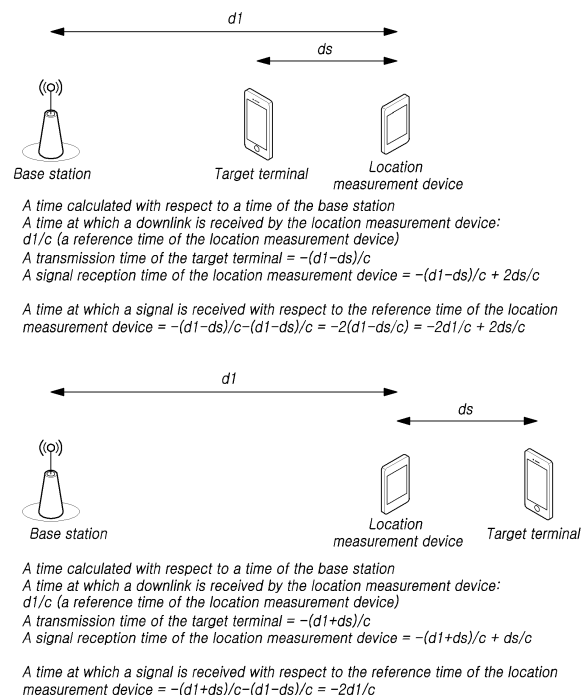 d1
ds
Base station
Target terminal
Location
measurement device
A time calculated with respect to a time of the base station
A time at which a downlink is received by the location measurement device:
d1/c (a reference time of the location measurement device)
A transmission time of the target terminal = −(d1−ds)/c
A signal reception time of the location measurement device = −(d1−ds)/c + 2ds/c
A time at which a signal is received with respect to the reference time of the location
measurement device = −(d1−ds)/c−(d1−ds)/c = −2(d1−ds/c) = −2d1/c + 2ds/c
d1
ds
Base station
Location
measurement device
Target terminal
A time calculated with respect to a time of the base station
A time at which a downlink is received by the location measurement device:
d1/c (a reference time of the location measurement device)
A transmission time of the target terminal = −(d1+ds)/c
A signal reception time of the location measurement device = −(d1+ds)/c + ds/c
A time at which a signal is received with respect to the reference time of the location
measurement device = −(d1+ds)/c−(d1−ds)/c = −2d1/c